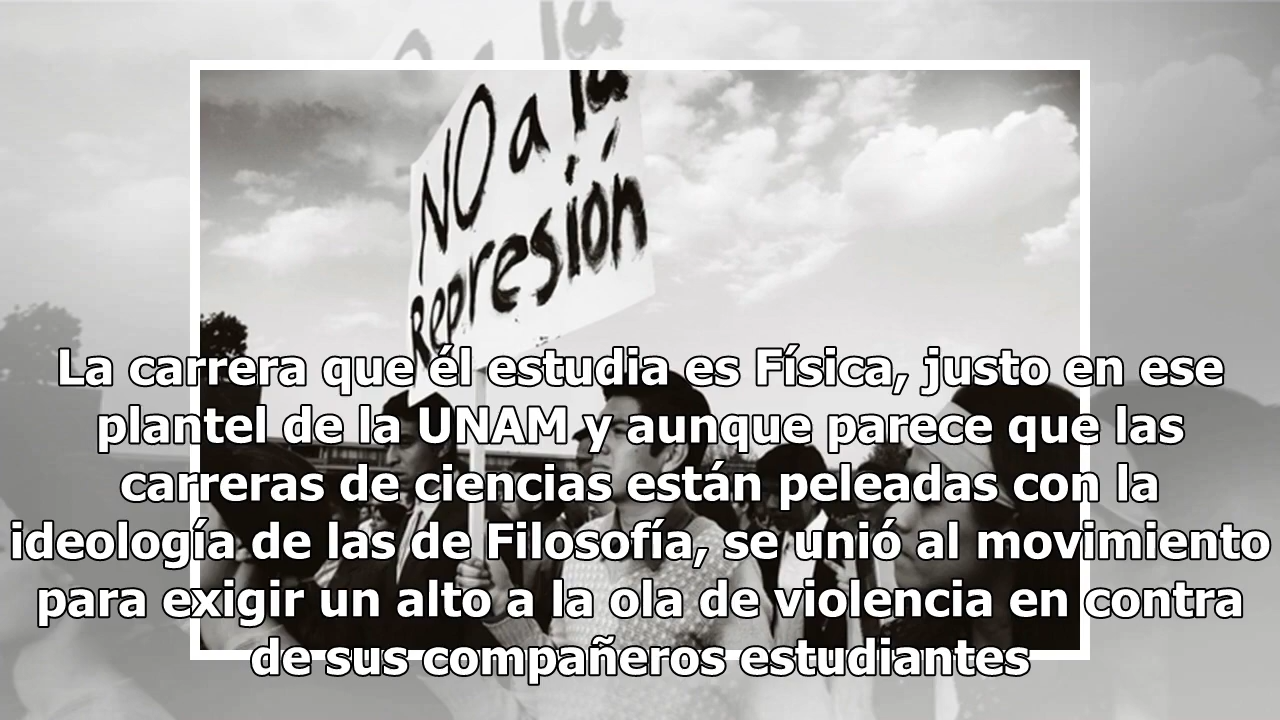 NO a la
Represión
La carrera que él estudia es Física, justo en ese
plantel de la UNAM y aunque parece que las
carreras de ciencias están peleadas con la
ideología de las de Filosofía, se unió al movimiento
para exigir un alto a la ola de violencia en contra
de sus compañeros estudiantes